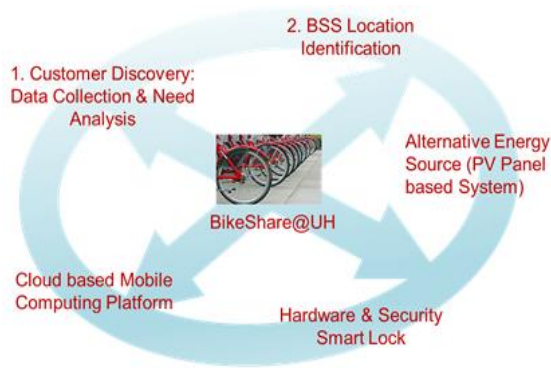 2. BSS Location
Identification
1. Customer Discovery:
Data Collection & Need
Analysis
Alternative Energy
Source (PV Panel
based System)
BikeShare@UH
Cloud based Mobile
Computing Platform
Hardware & Security
Smart Lock